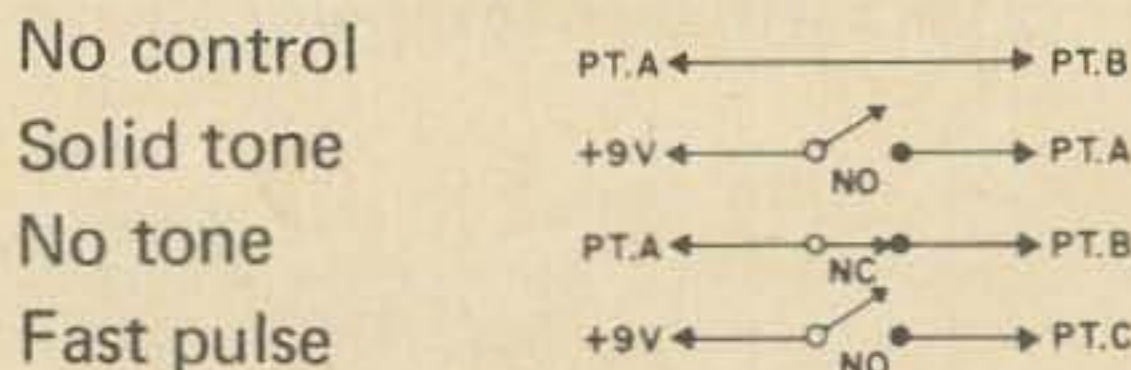 No control PT.A PT.B
Solid tone +9V NO PT.A
No tone PT.A NC PT.B
Fast pulse +9V NO PT.C